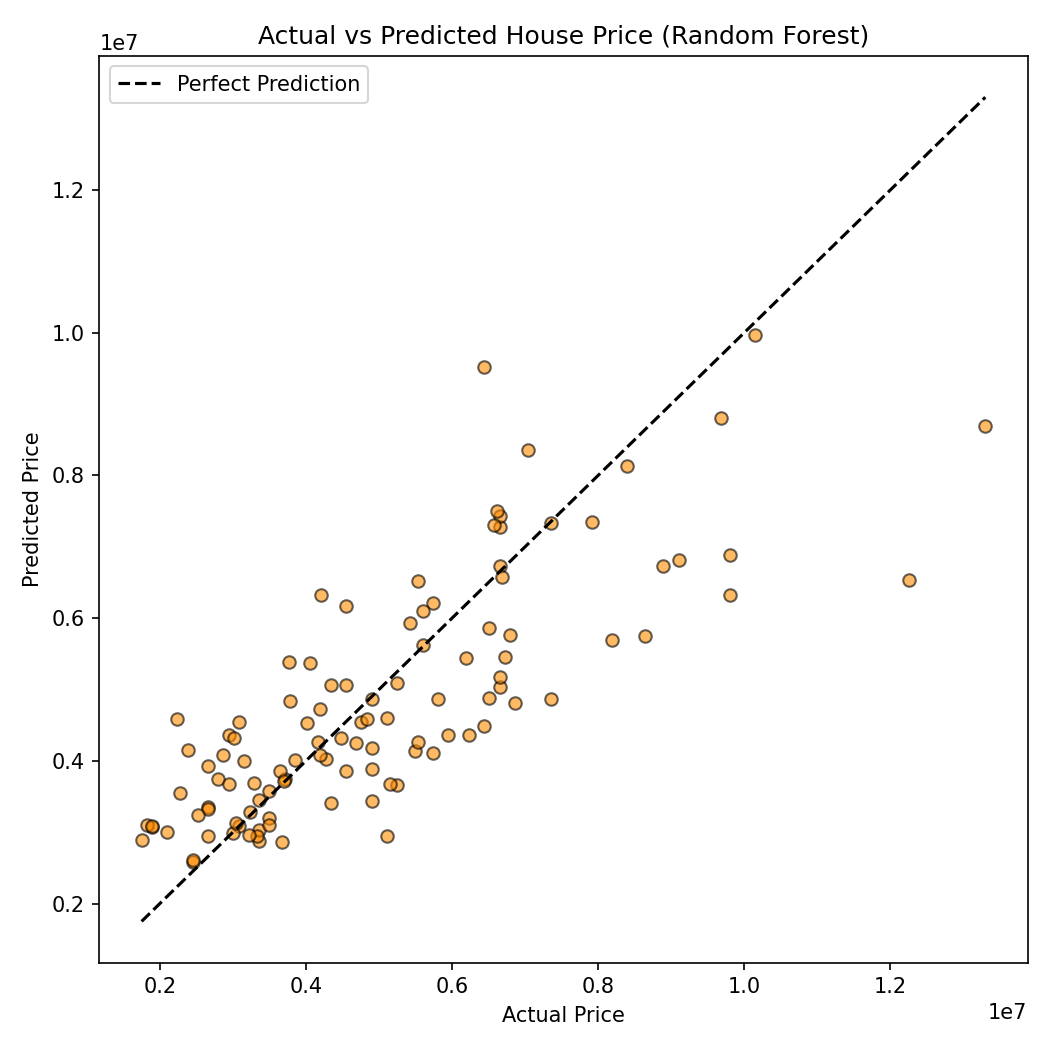 Actual vs Predicted House Price (Random Forest)
1e7
Perfect Prediction
1.2
1.0
0.8
0.6
0.4
0.2
Predicted Price
0.2 0.4 0.6 0.8 1.0 1.2
1e7
Actual Price